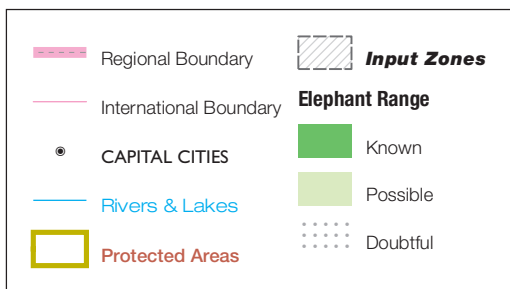 Regional Boundary
International Boundary
CAPITAL CITIES
Rivers & Lakes
Protected Areas
Input Zones
Elephant Range
Known
Possible
Doubtful